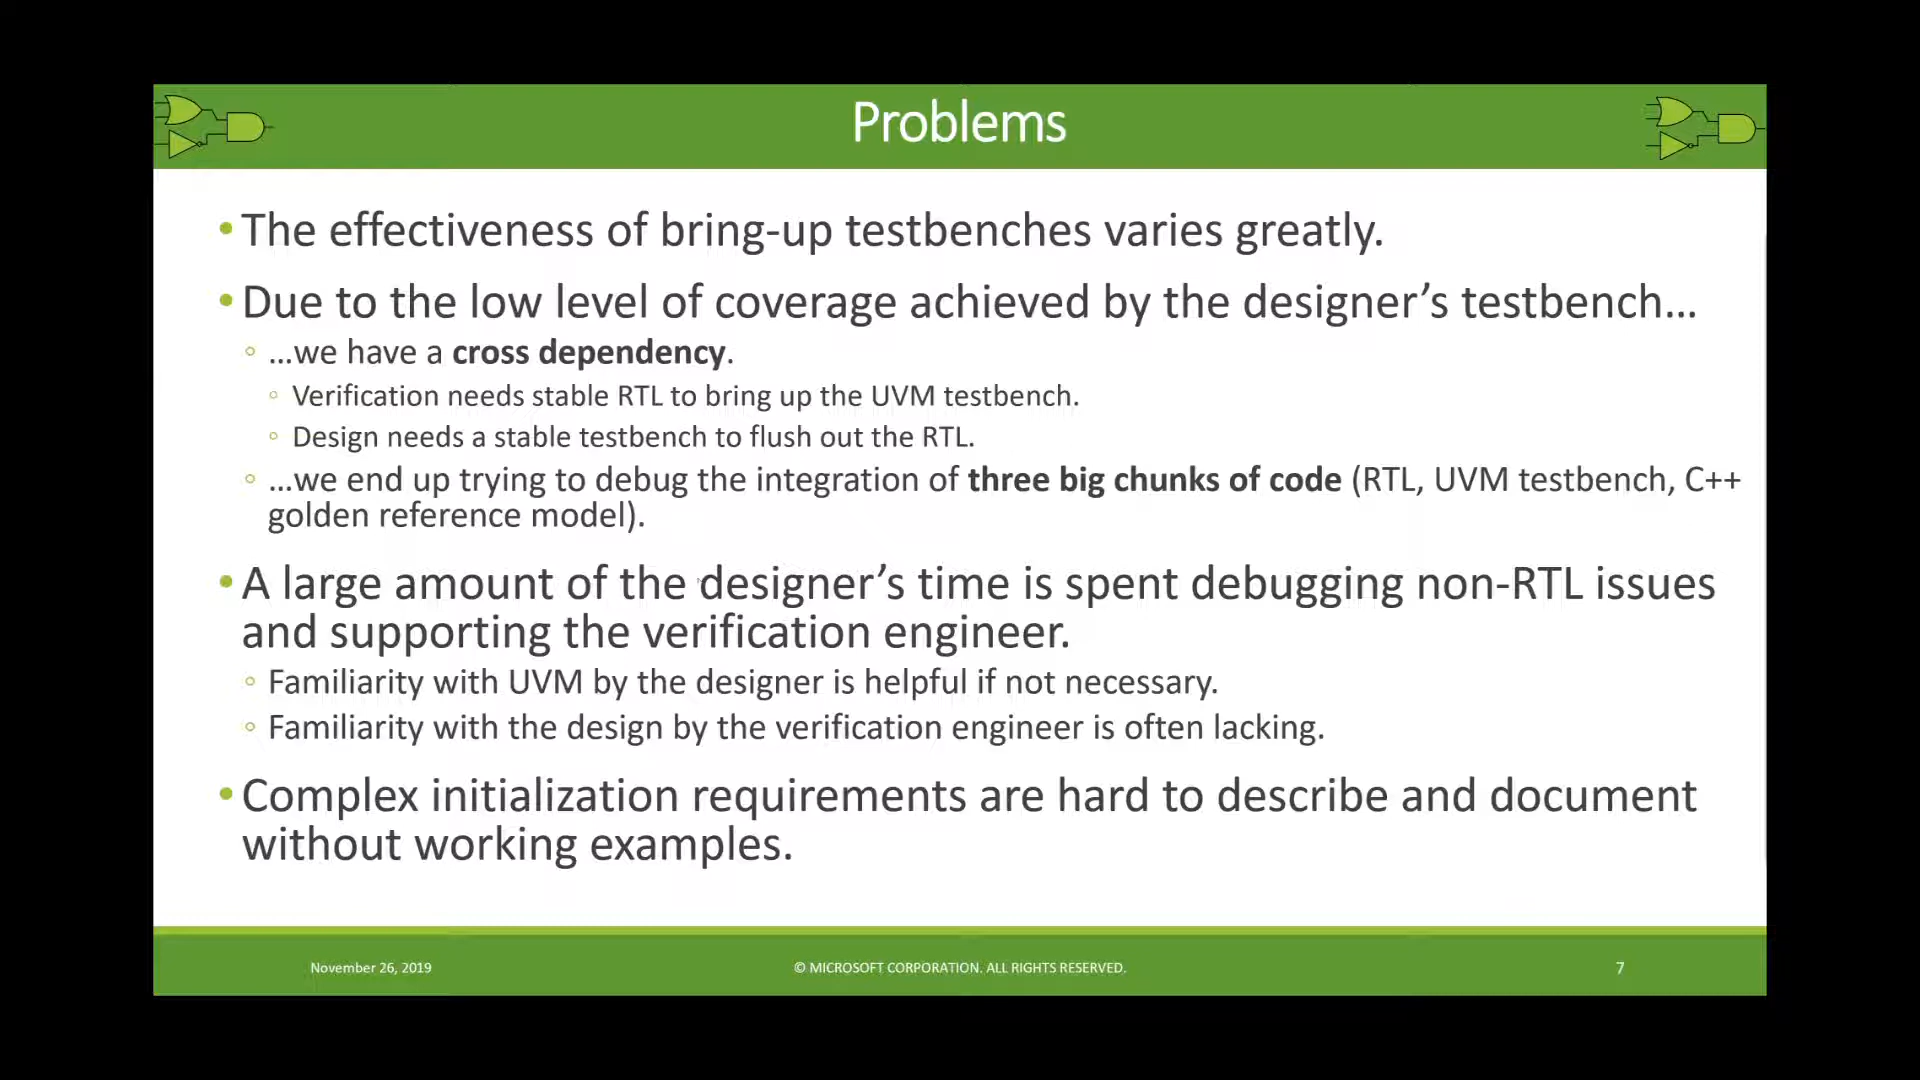 Problems
• The effectiveness of bring-up testbenches varies greatly.
• Due to the low level of coverage achieved by the designer’s testbench…
◦ …we have a cross dependency.
◦ Verification needs stable RTL to bring up the UVM testbench.
◦ Design needs a stable testbench to flush out the RTL.
◦ …we end up trying to debug the integration of three big chunks of code (RTL, UVM testbench, C++
golden reference model).
• A large amount of the designer’s time is spent debugging non-RTL issues
and supporting the verification engineer.
◦ Familiarity with UVM by the designer is helpful if not necessary.
◦ Familiarity with the design by the verification engineer is often lacking.
• Complex initialization requirements are hard to describe and document
without working examples.
November 26, 2019
© MICROSOFT CORPORATION. ALL RIGHTS RESERVED.
7